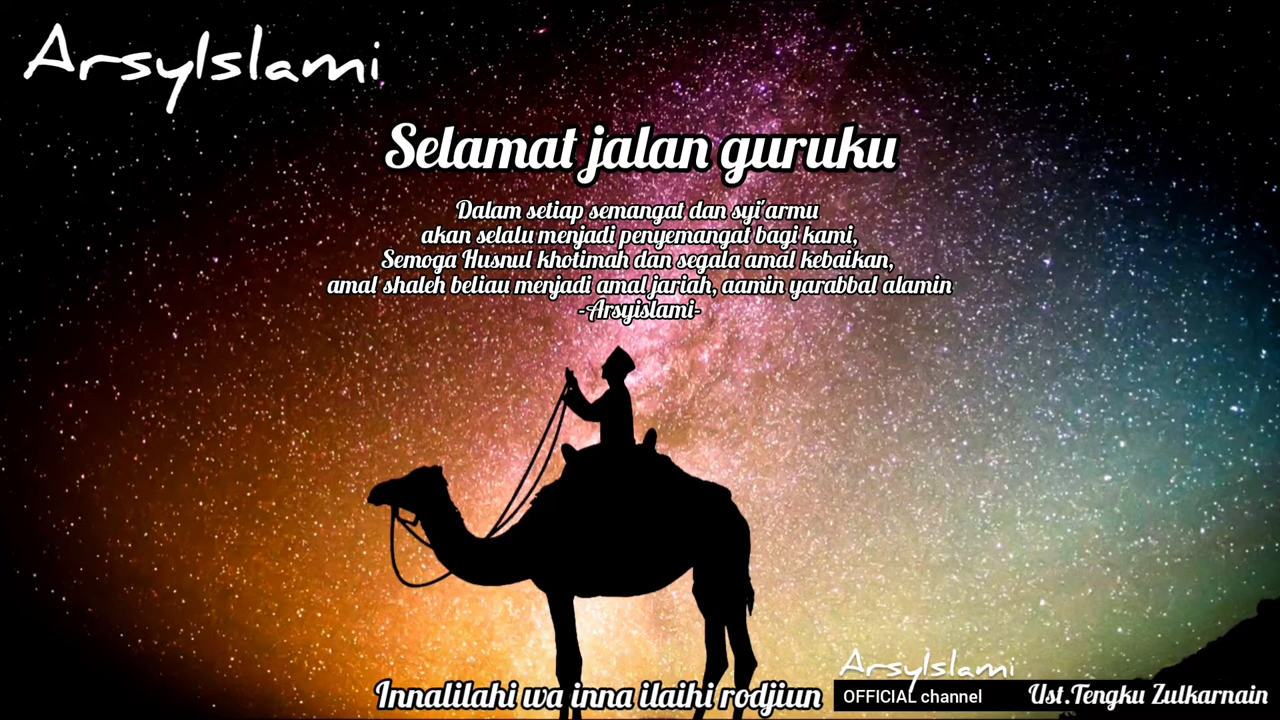 ArsyIslami
Selamat jalan guruku
Dalam setiap semangat dan syi'armu
akan selalu menjadi penyemangat bagi kami,
Semoga Husnul khotimah dan segala amal kebaikan,
amal shaleh beliau menjadi amal jariah, aamin yarabbal alamin
-Arsyislami-
Innalilahi wa inna ilaihi rodjiun
ArsyIslami
OFFICIAL channel
Ust.Tengku Zulkarnain